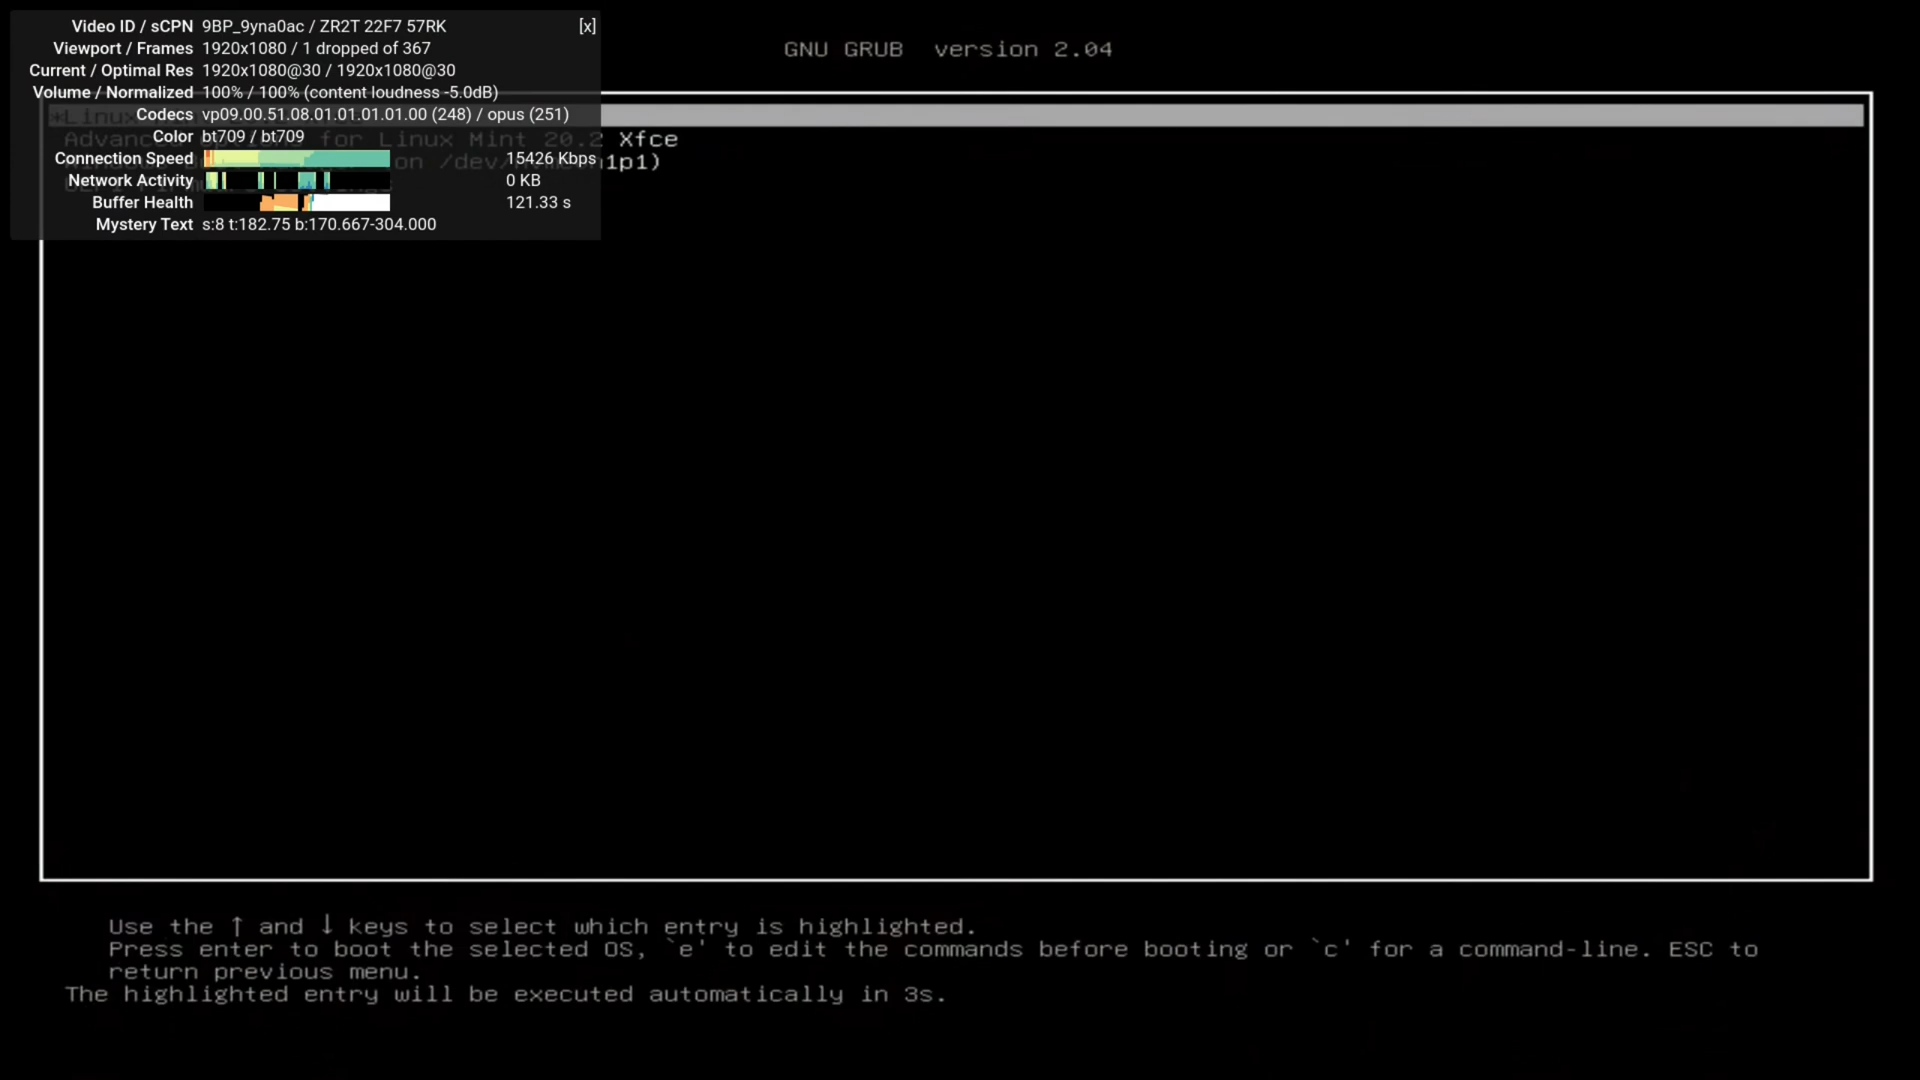 Video ID / sCPN 9BP_9yna0ac / ZR2T 22F7 57RK [x]
Viewport / Frames 1920x1080 / 1 dropped of 367
Current / Optimal Res 1920x1080@30 / 1920x1080@30
Volume / Normalized 100% / 100% (content loudness -5.0dB)
Codecs vp09.00.51.08.01.01.01.01.00 (248) / opus (251)
Color bt709 / bt709
Connection Speed 15426 Kbps
Network Activity 0 KB
Buffer Health 121.33 s
Mystery Text s:8 t:182.75 b:170.667-304.000
GNU GRUB version 2.04
*Linux
Advanced options for Linux Mint 20.2 Xfce
on /dev/nvme0n1p1)
Use the ↑ and ↓ keys to select which entry is highlighted.
Press enter to boot the selected OS, `e' to edit the commands before booting or `c' for a command-line. ESC to
return previous menu.
The highlighted entry will be executed automatically in 3s.